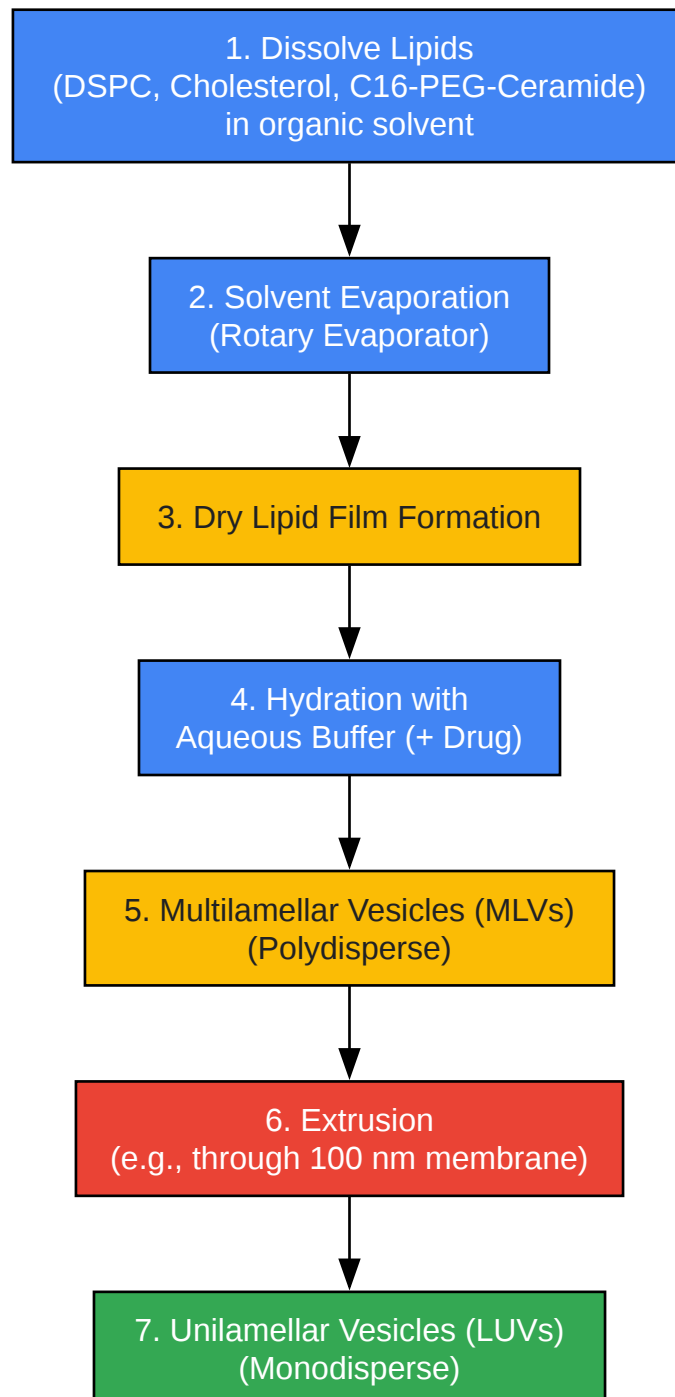 1. Dissolve Lipids
(DSPC, Cholesterol, C16-PEG-Ceramide)
in organic solvent
2. Solvent Evaporation
(Rotary Evaporator)
3. Dry Lipid Film Formation
4. Hydration with
Aqueous Buffer (+ Drug)
5. Multilamellar Vesicles (MLVs)
(Polydisperse)
6. Extrusion
(e.g., through 100 nm membrane)
7. Unilamellar Vesicles (LUVs)
(Monodisperse)